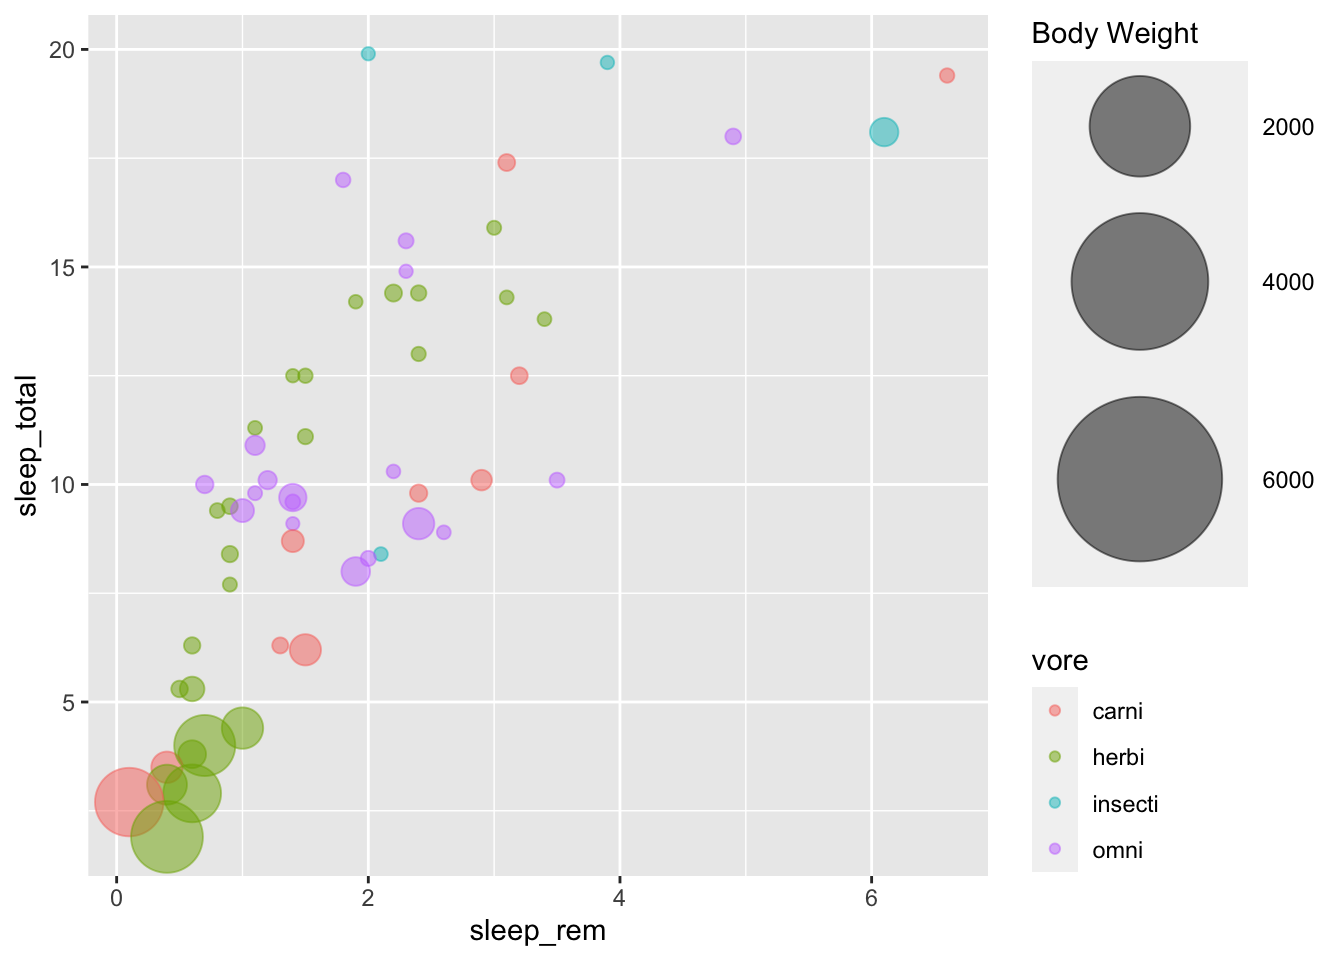 20
15
10
5
sleep_total
0 2 4 6
sleep_rem
Body Weight
2000
4000
6000
vore
carni
herbi
insecti
omni